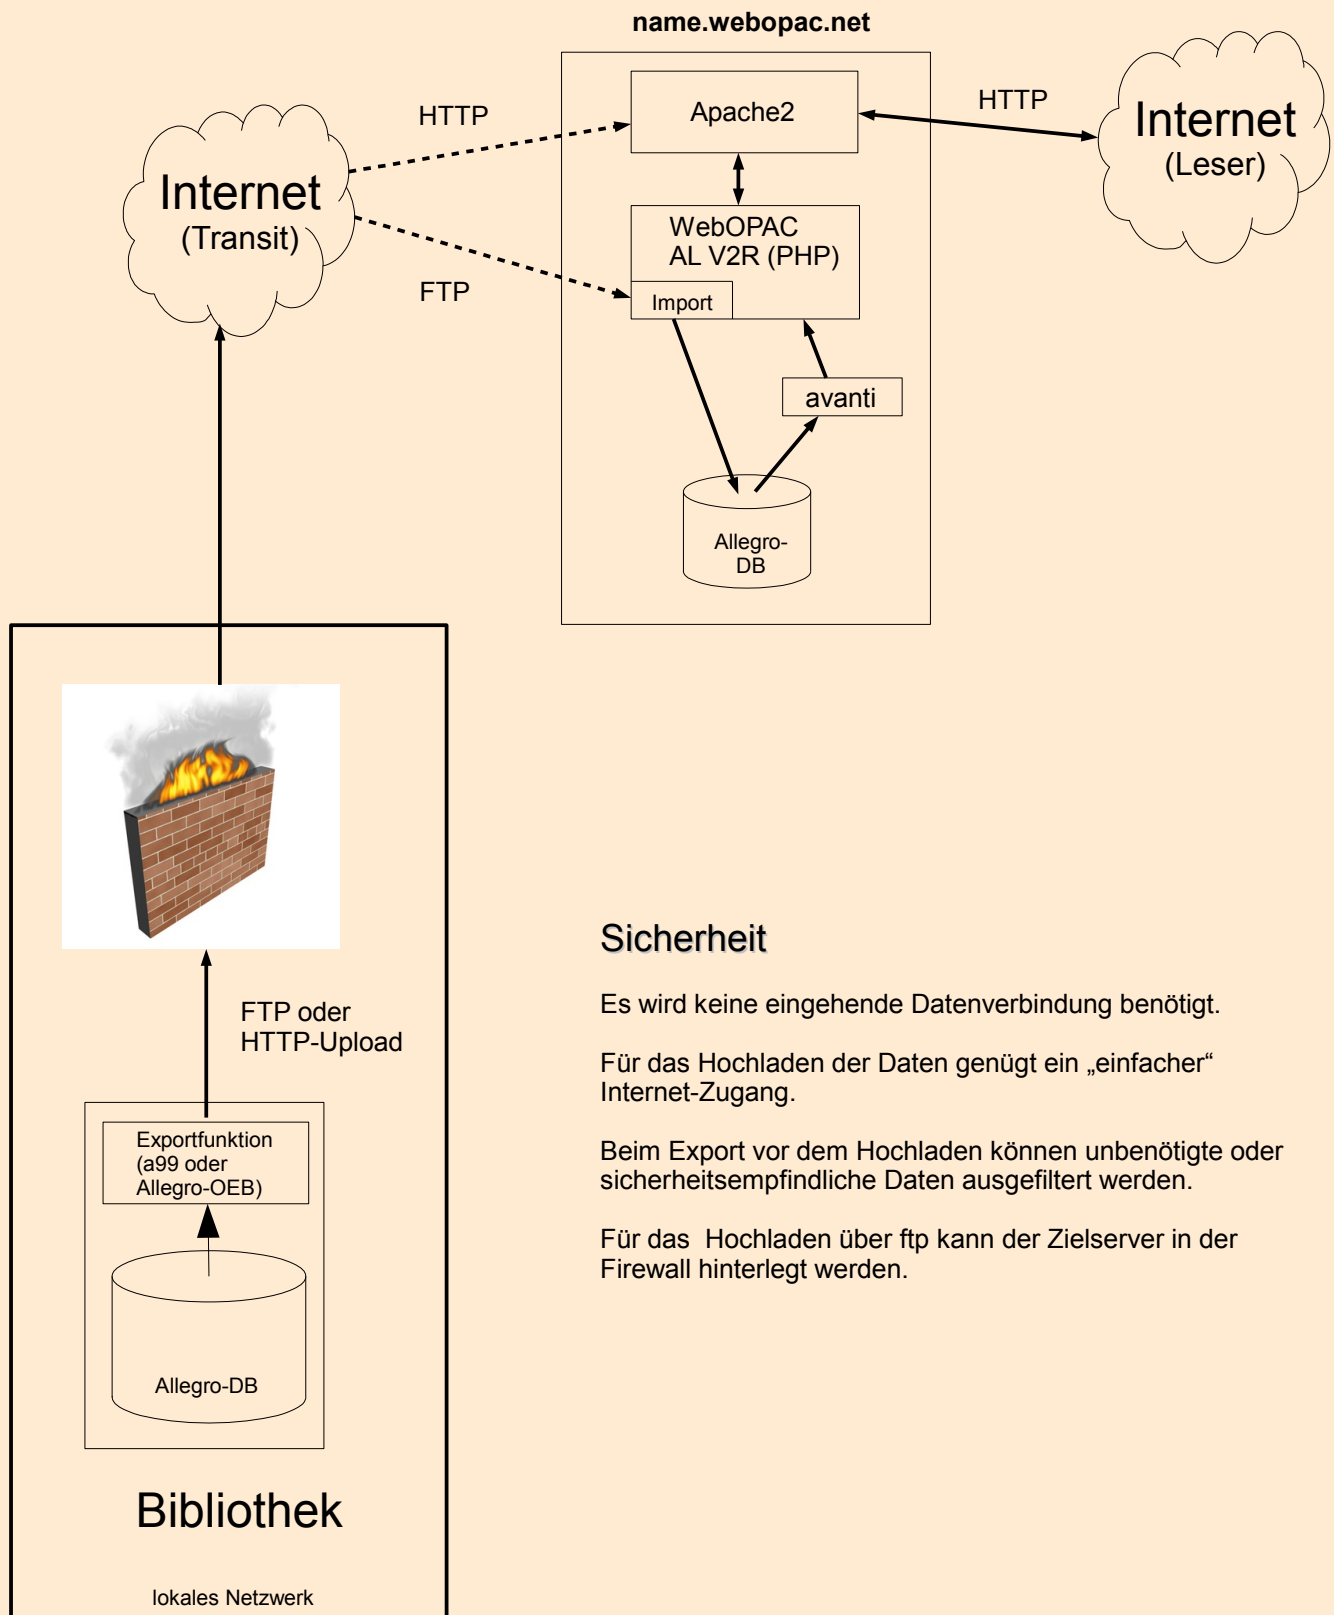 name.webopac.net
HTTP
Apache2
HTTP
Internet
(Leser)
Internet
(Transit)
WebOPAC
AL V2R (PHP)
FTP
Import
avanti
Allegro-
DB
Sicherheit
Es wird keine eingehende Datenverbindung benötigt.
Für das Hochladen der Daten genügt ein „einfacher“
Internet-Zugang.
Beim Export vor dem Hochladen können unbenötigte oder
sicherheitsempfindliche Daten ausgefiltert werden.
Für das  Hochladen über ftp kann der Zielserver in der
Firewall hinterlegt werden.
FTP oder
HTTP-Upload
Exportfunktion
(a99 oder
Allegro-OEB)
Allegro-DB
Bibliothek
lokales Netzwerk